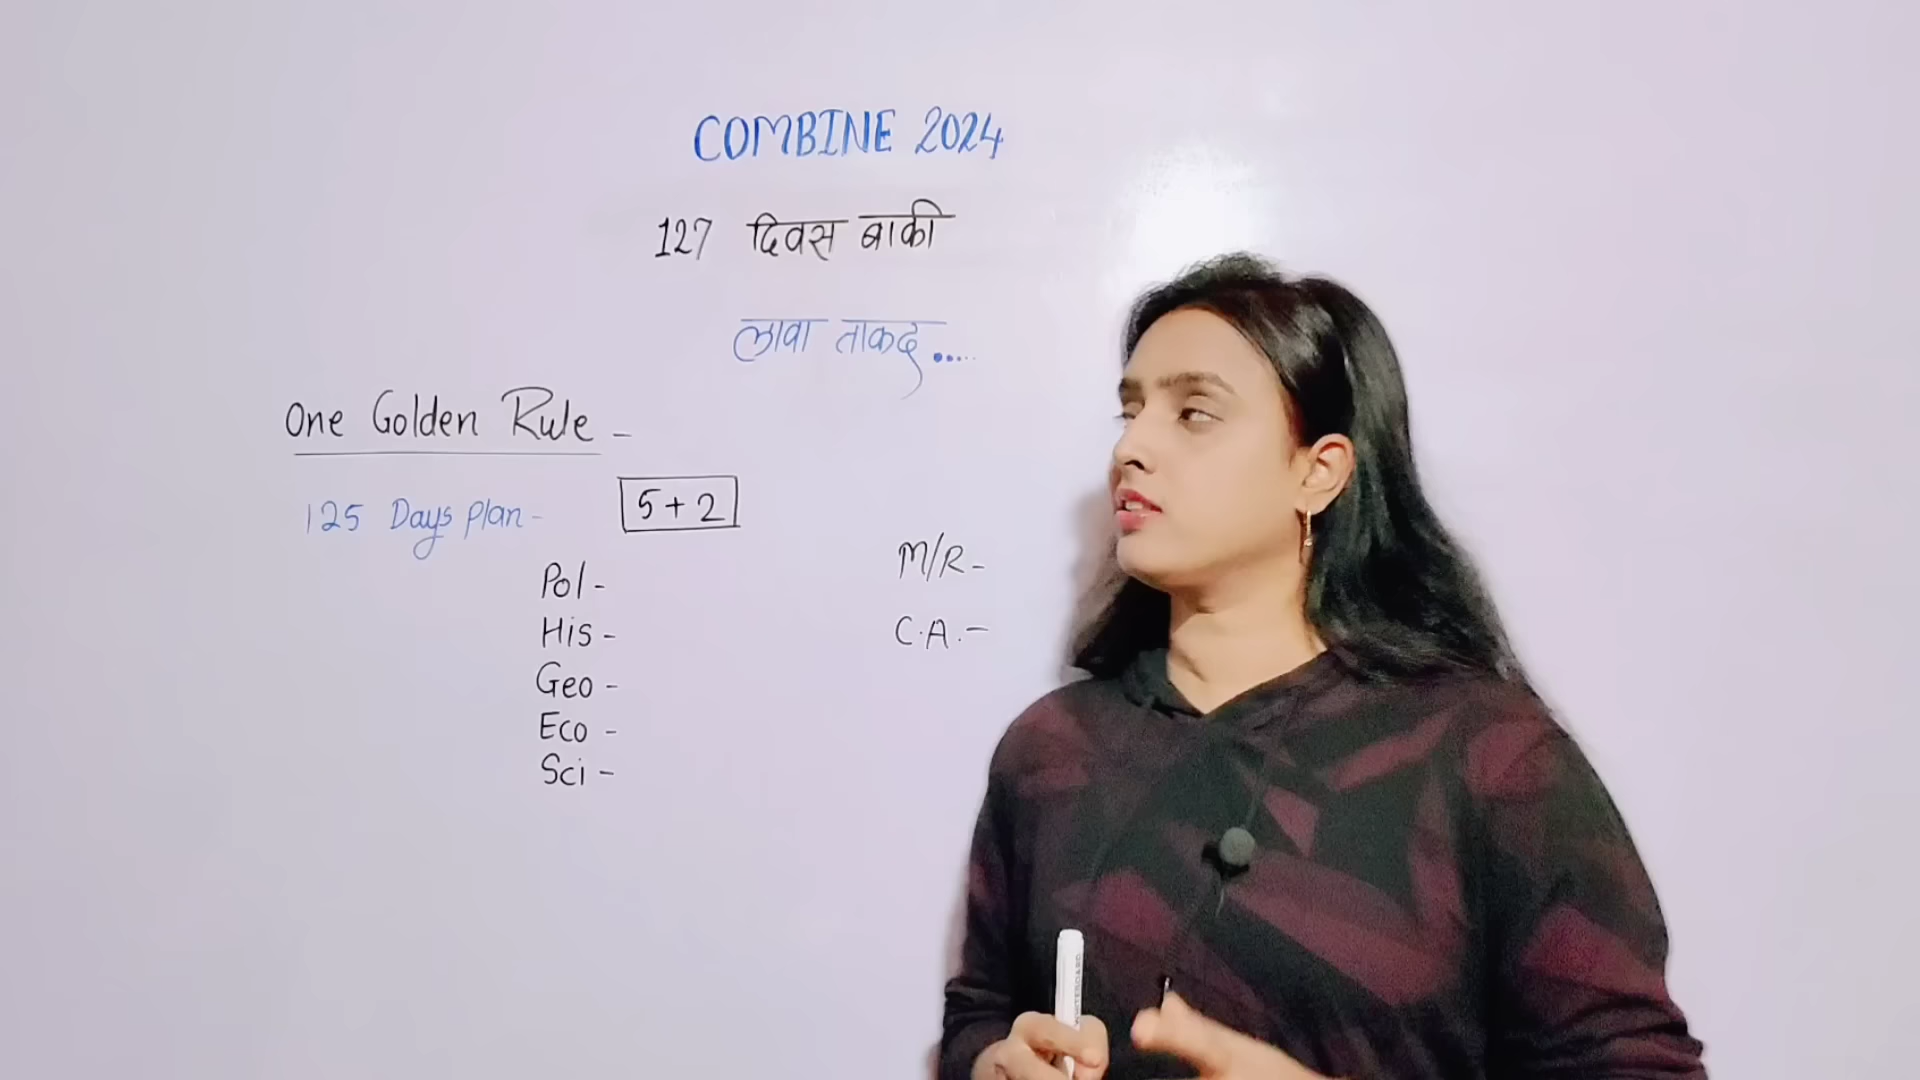 COMBINE 2024
127 दिवस बाकी
लावा ताकद.....
One Golden Rule -
125 Days Plan - 5+2
Pol -
His -
Geo -
Eco -
Sci -
M/R -
C.A. -